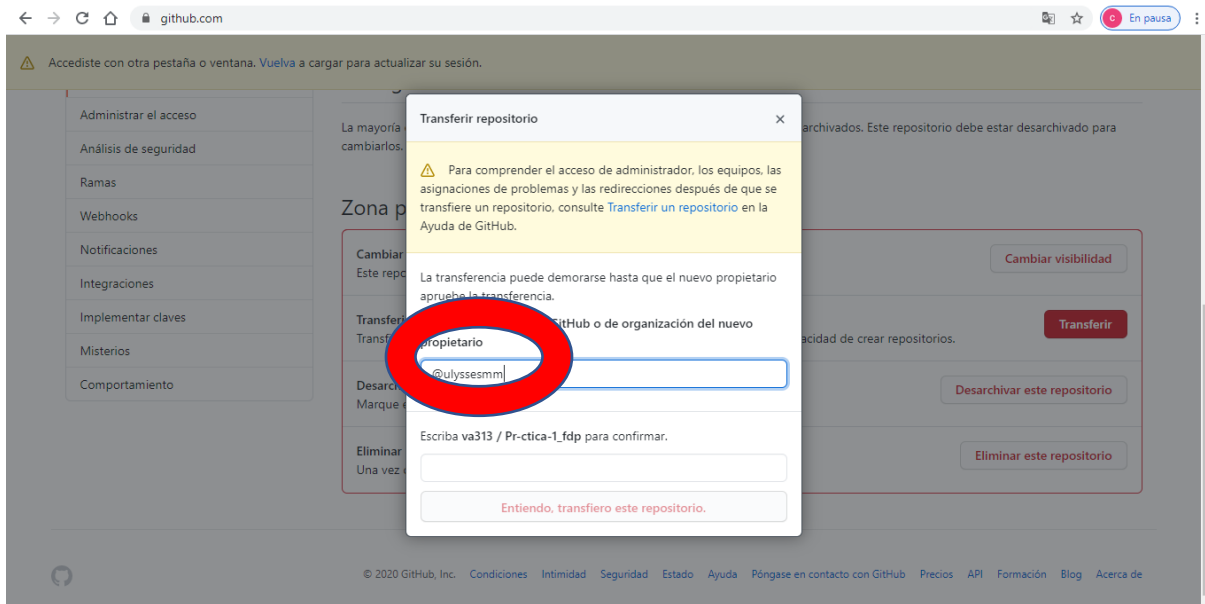 github.com
C
En pausa
Accediste con otra pestaña o ventana. Vuelva a cargar para actualizar su sesión.
Administrar el acceso
Análisis de seguridad
Ramas
Webhooks
Notificaciones
Integraciones
Implementar claves
Misterios
Comportamiento
La mayoría
archivados. Este repositorio debe estar desarchivado para
cambiarlos.
Zona p
Cambiar
Este repo
Cambiar visibilidad
Transferi
Transf
acidad de crear repositorios.
Transferir
Desarc
Marque e
Desarchivar este repositorio
Eliminar
Una vez
Eliminar este repositorio
Transferir repositorio
Para comprender el acceso de administrador, los equipos, las
asignaciones de problemas y las redirecciones después de que se
transfiere un repositorio, consulte Transferir un repositorio en la
Ayuda de GitHub.
La transferencia puede demorarse hasta que el nuevo propietario
apruebe la transferencia.
GitHub o de organización del nuevo
propietario
@ulyssesmm
Escriba va313 / Pr-ctica-1_fdp para confirmar.
Entiendo, transfiero este repositorio.
© 2020 GitHub, Inc. Condiciones Intimidad Seguridad Estado Ayuda Póngase en contacto con GitHub Precios API Formación Blog Acerca de